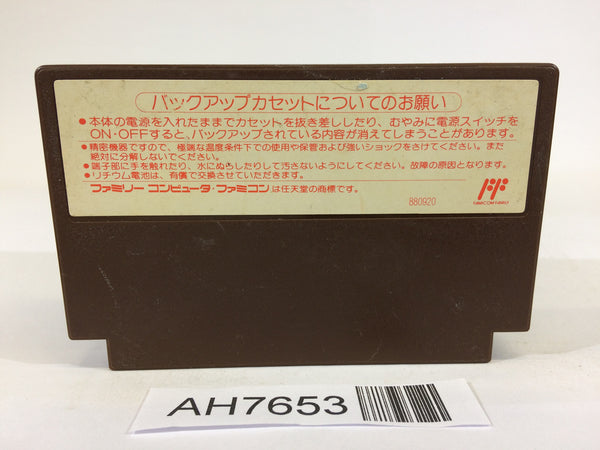 バックアップカセットについてのお願い
●本体の電源を入れたままでカセットを抜き差ししたり、むやみに電源スイッチを
ON・OFFすると、バックアップされている内容が消えてしまうことがあります。
●精密機器ですので、極端な温度条件下での使用や保管および強いショックをさけてください。また
絶対に分解しないでください。
●端子部に手を触れたり、水にぬらしたりして汚さないようにしてください。故障の原因となります。
●リチウム電池は、有償で交換させていただきます。
ファミリー コンピュータ・ファミコンは任天堂の商標です。
880920
FAMICOM FAMILY
AH7653